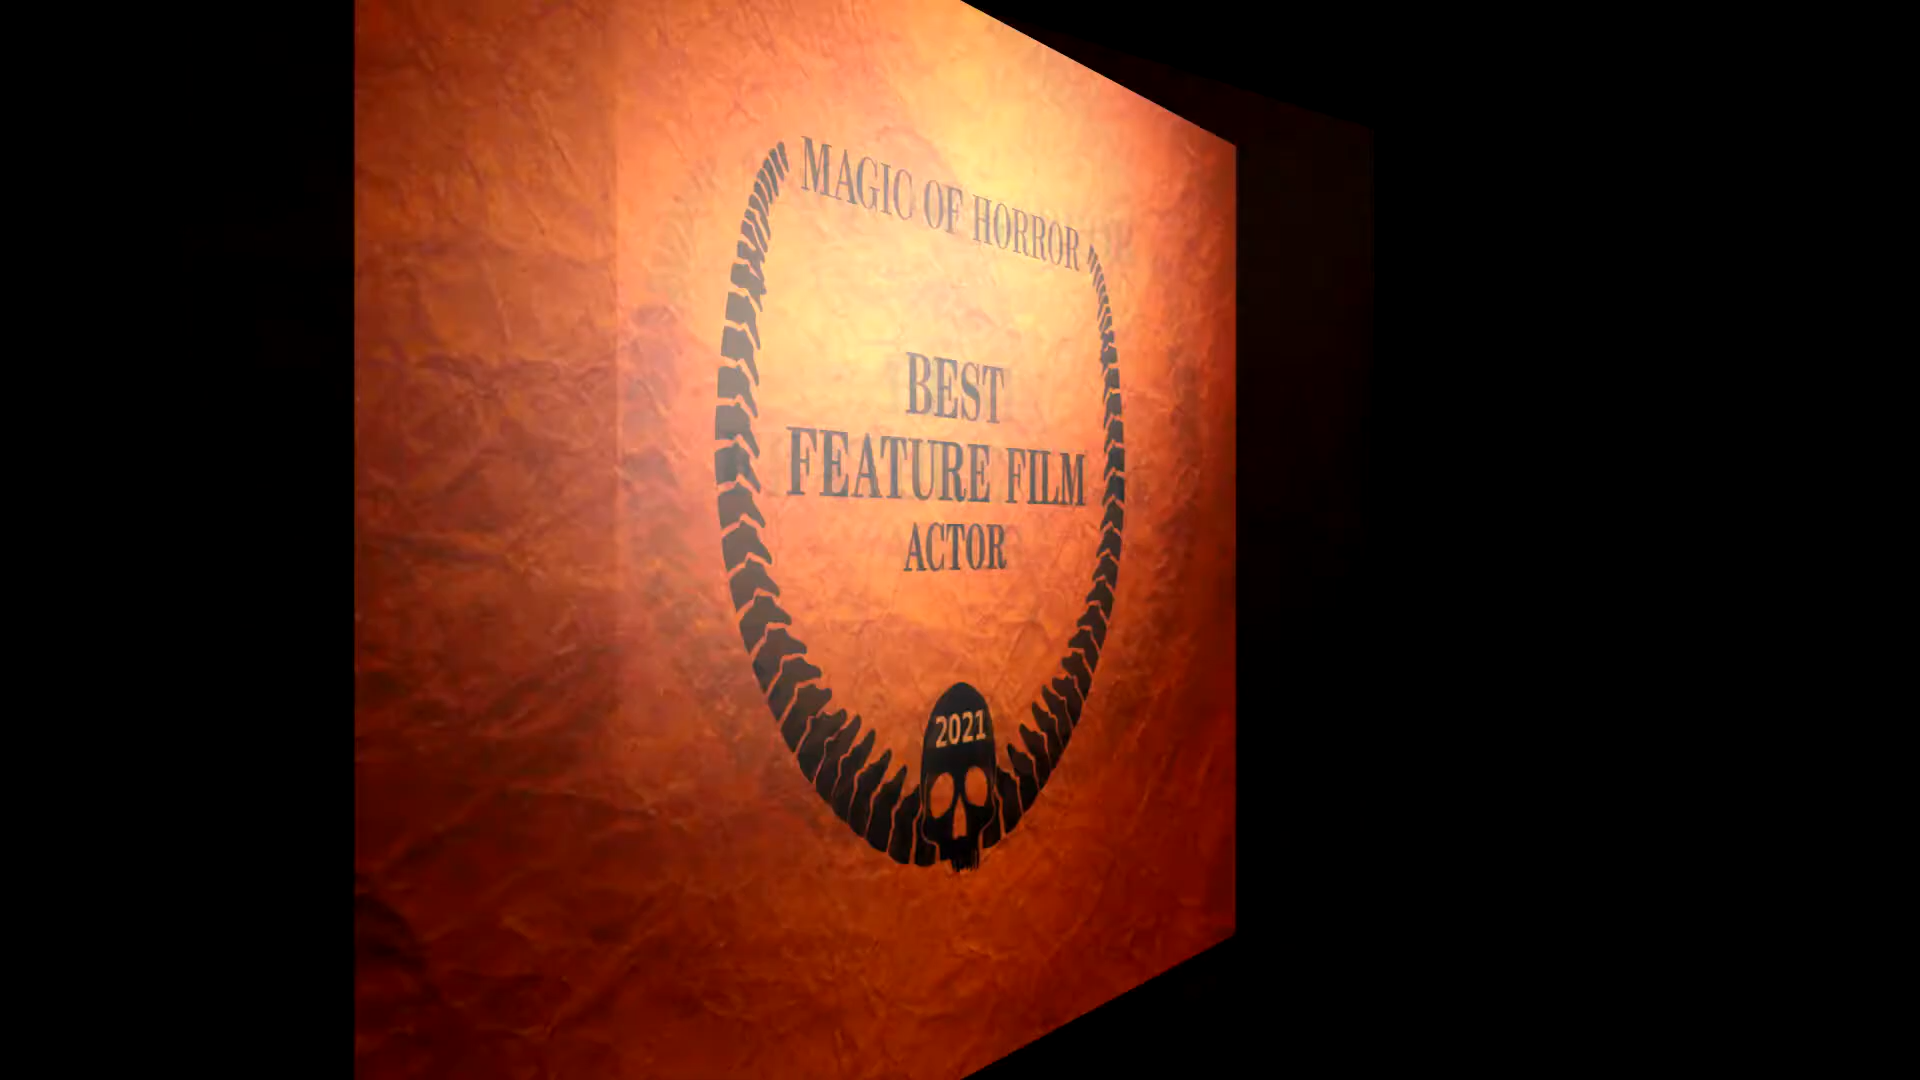 MAGIC OF HORROR
BEST
FEATURE FILM
ACTOR
2021